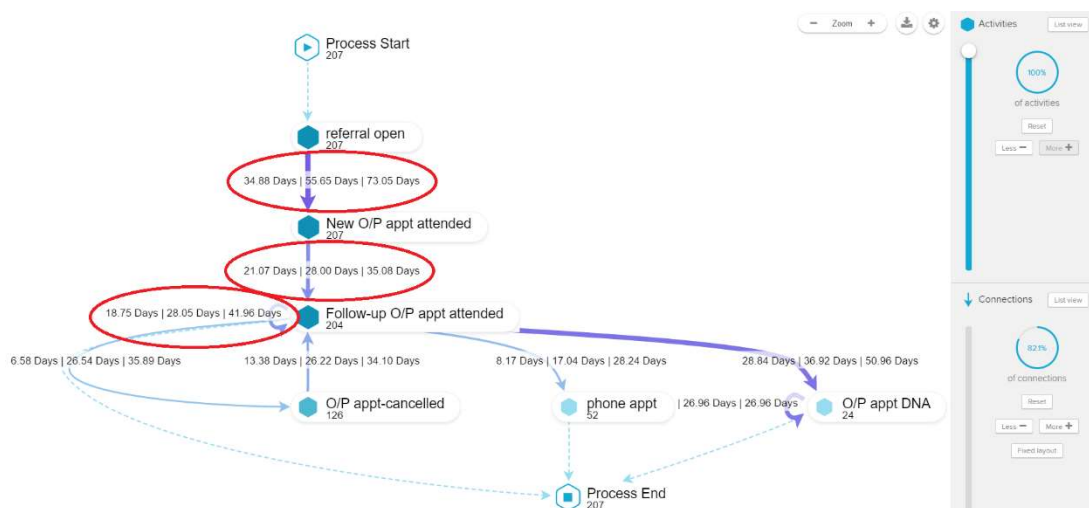 − Zoom +
Activities
List view
Process Start
207
100%
of activities
Reset
Less −
More +
referral open
207
34.88 Days | 55.65 Days | 73.05 Days
New O/P appt attended
207
21.07 Days | 28.00 Days | 35.08 Days
Connections
List view
18.75 Days | 28.05 Days | 41.96 Days
Follow-up O/P appt attended
204
6.58 Days | 26.54 Days | 35.89 Days
13.38 Days | 26.22 Days | 34.10 Days
8.17 Days | 17.04 Days | 28.24 Days
28.84 Days | 36.92 Days | 50.96 Days
82.1%
of connections
Reset
O/P appt-cancelled
126
phone appt
52
| 26.96 Days | 26.96 Days
O/P appt DNA
24
Less −
More +
Fixed layout
Process End
207